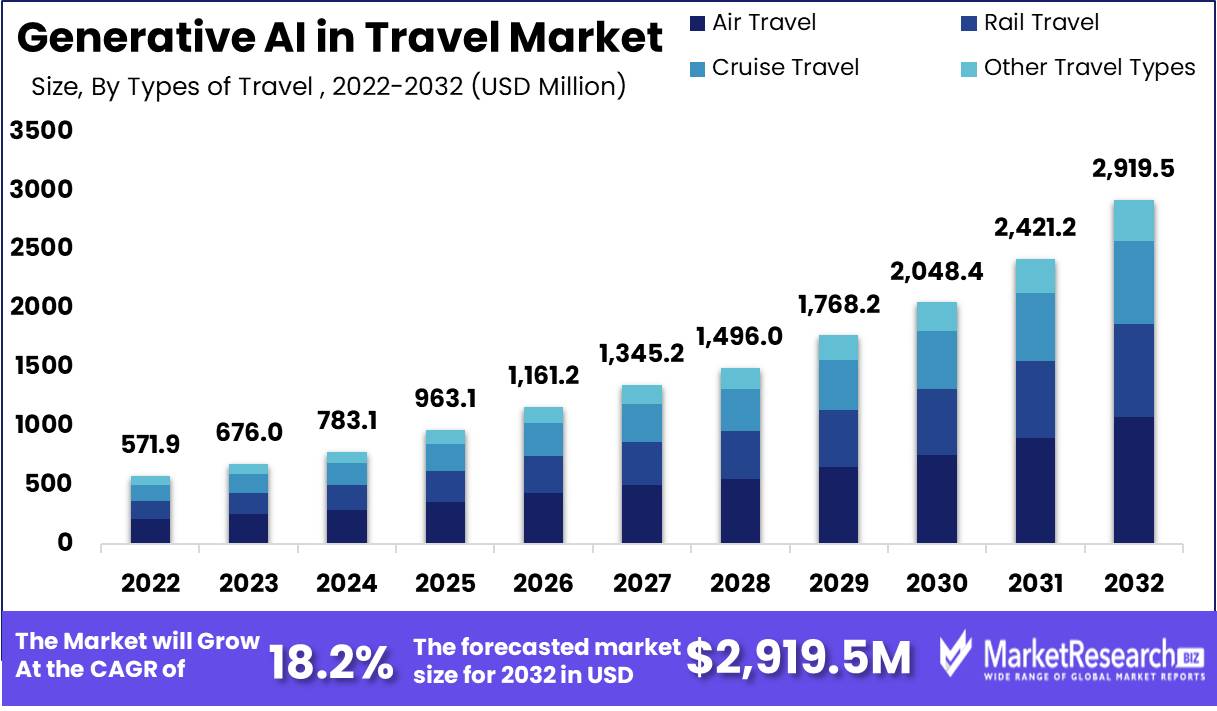 Generative AI in Travel Market
Size, By Types of Travel , 2022-2032 (USD Million)
Air Travel
Rail Travel
Cruise Travel
Other Travel Types
3500
3000
2500
2000
1500
1000
500
0
571.9
676.0
783.1
963.1
1,161.2
1,345.2
1,496.0
1,768.2
2,048.4
2,421.2
2,919.5
2022
2023
2024
2025
2026
2027
2028
2029
2030
2031
2032
The Market will Grow
At the CAGR of
18.2%
The forecasted market
size for 2032 in USD
$2,919.5M
MarketResearch BIZ
WIDE RANGE OF GLOBAL MARKET REPORTS